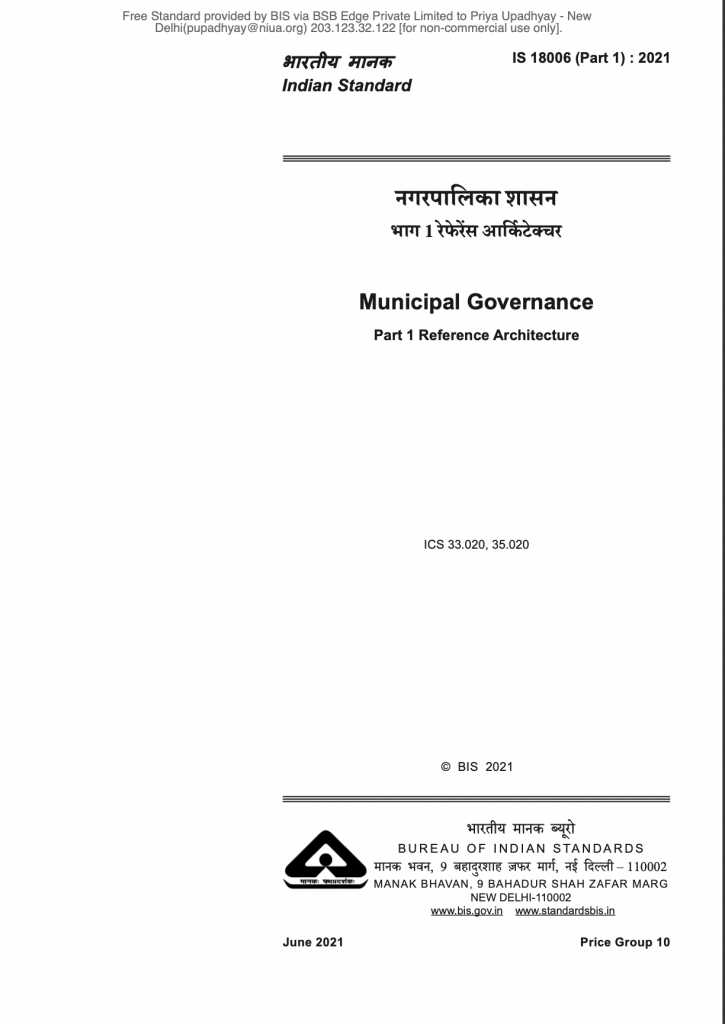 Free Standard provided by BIS via BSB Edge Private Limited to Priya Upadhyay - New
Delhi(pupadhyay@niua.org) 203.123.32.122 [for non-commercial use only].
भारतीय मानक
IS 18006 (Part 1) : 2021
Indian Standard
नगरपालिका शासन
भाग 1 रेफेरेंस आर्किटेक्चर
Municipal Governance
Part 1 Reference Architecture
ICS 33.020, 35.020
© BIS 2021
भारतीय मानक ब्यूरो
BUREAU OF INDIAN STANDARDS
मानक भवन, 9 बहादुरशाह ज़फर मार्ग, नई दिल्ली – 110002
MANAK BHAVAN, 9 BAHADUR SHAH ZAFAR MARG
NEW DELHI-110002
www.bis.gov.in www.standardsbis.in
मानकः पथप्रदर्शकः
June 2021
Price Group 10